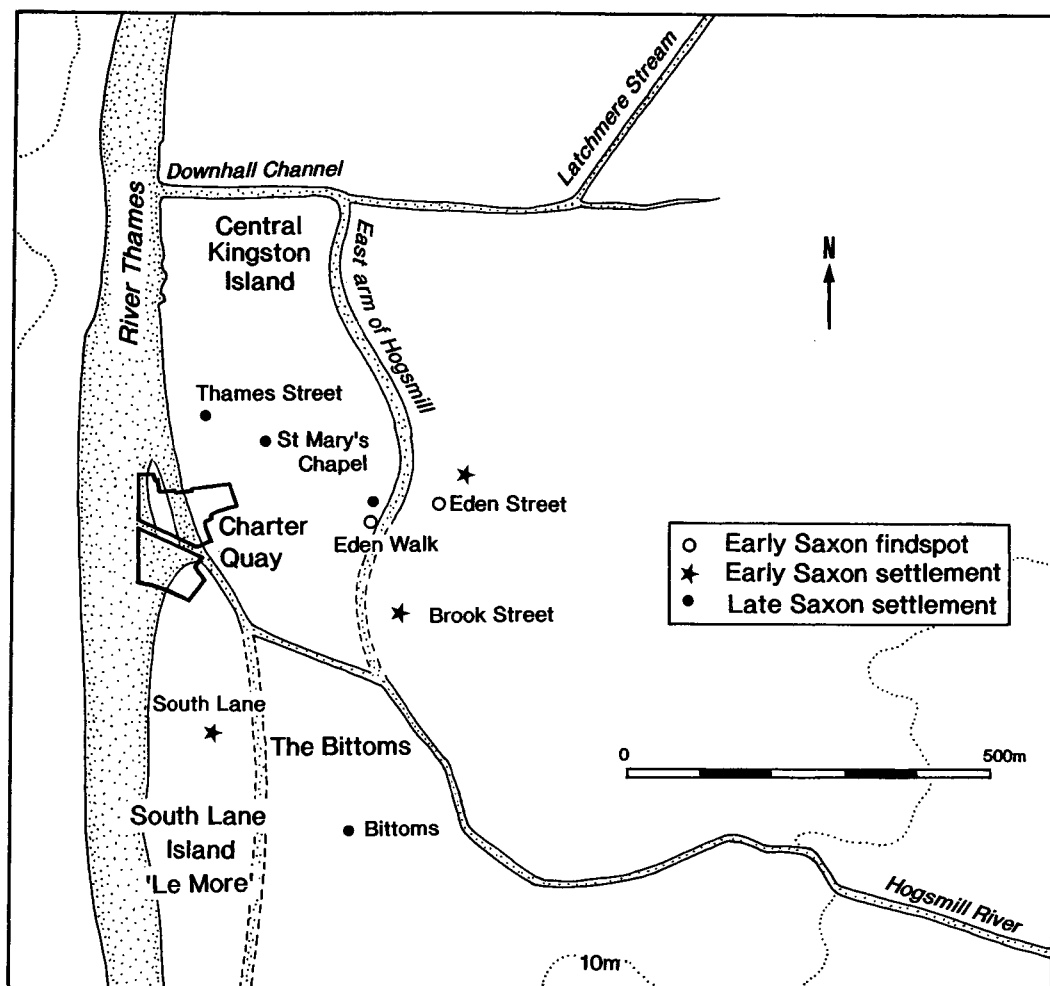 Latchmere Stream
Downhall Channel
River Thames
Central
Kingston
Island
East arm of Hogsmill
N
Thames Street
St Mary's
Chapel
Eden Street
Charter
Quay
Eden Walk
Early Saxon findspot
Early Saxon settlement
Late Saxon settlement
Brook Street
South Lane
The Bittoms
0
500m
South Lane
Island
'Le More'
Bittoms
Hogsmill River
10m